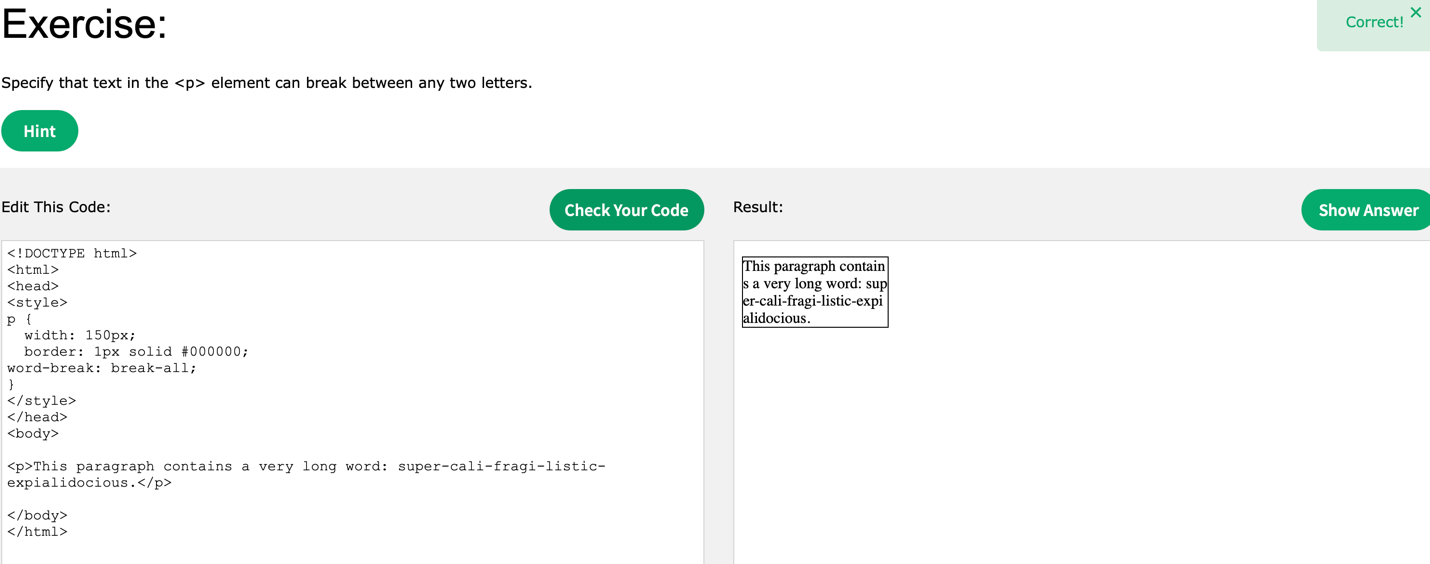 Exercise:
Correct! ×
Specify that text in the <p> element can break between any two letters.
Hint
Edit This Code:
Check Your Code
<!DOCTYPE html>
<html>
<head>
<style>
p {
  width: 150px;
  border: 1px solid #000000;
word-break: break-all;
}
</style>
</head>
<body>
<p>This paragraph contains a very long word: super-cali-fragi-listic-
expialidocious.</p>
</body>
</html>
Result:
Show Answer
This paragraph contain
s a very long word: sup
er-cali-fragi-listic-expi
alidocious.